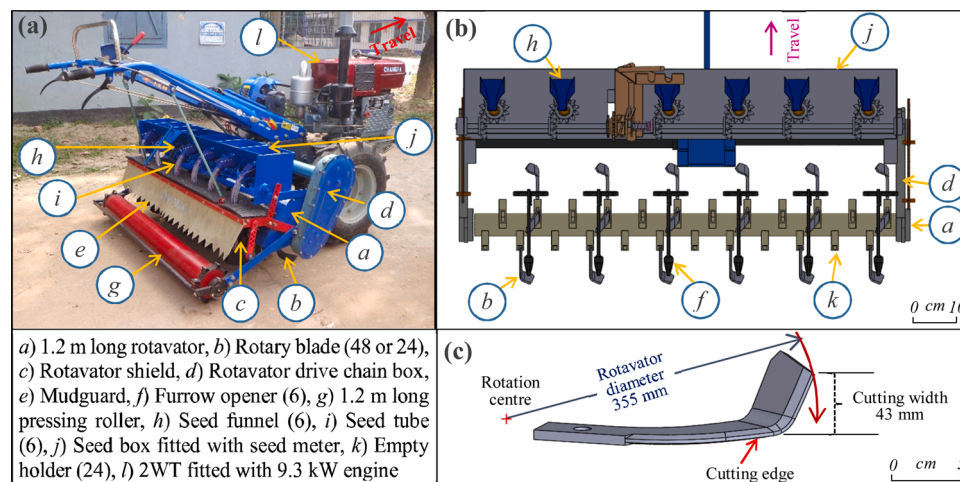 (a)
l
Travel
h
j
i
d
e
a
g
c
b
(b)
h
Travel
j
d
a
b
f
k
0 cm 10
a) 1.2 m long rotavator, b) Rotary blade (48 or 24),
c) Rotavator shield, d) Rotavator drive chain box,
e) Mudguard, f) Furrow opener (6), g) 1.2 m long
pressing roller, h) Seed funnel (6), i) Seed tube
(6), j) Seed box fitted with seed meter, k) Empty
holder (24), l) 2WT fitted with 9.3 kW engine
(c)
Rotation
centre
Rotavator
diameter
355 mm
Cutting width
43 mm
Cutting edge
0 cm 5